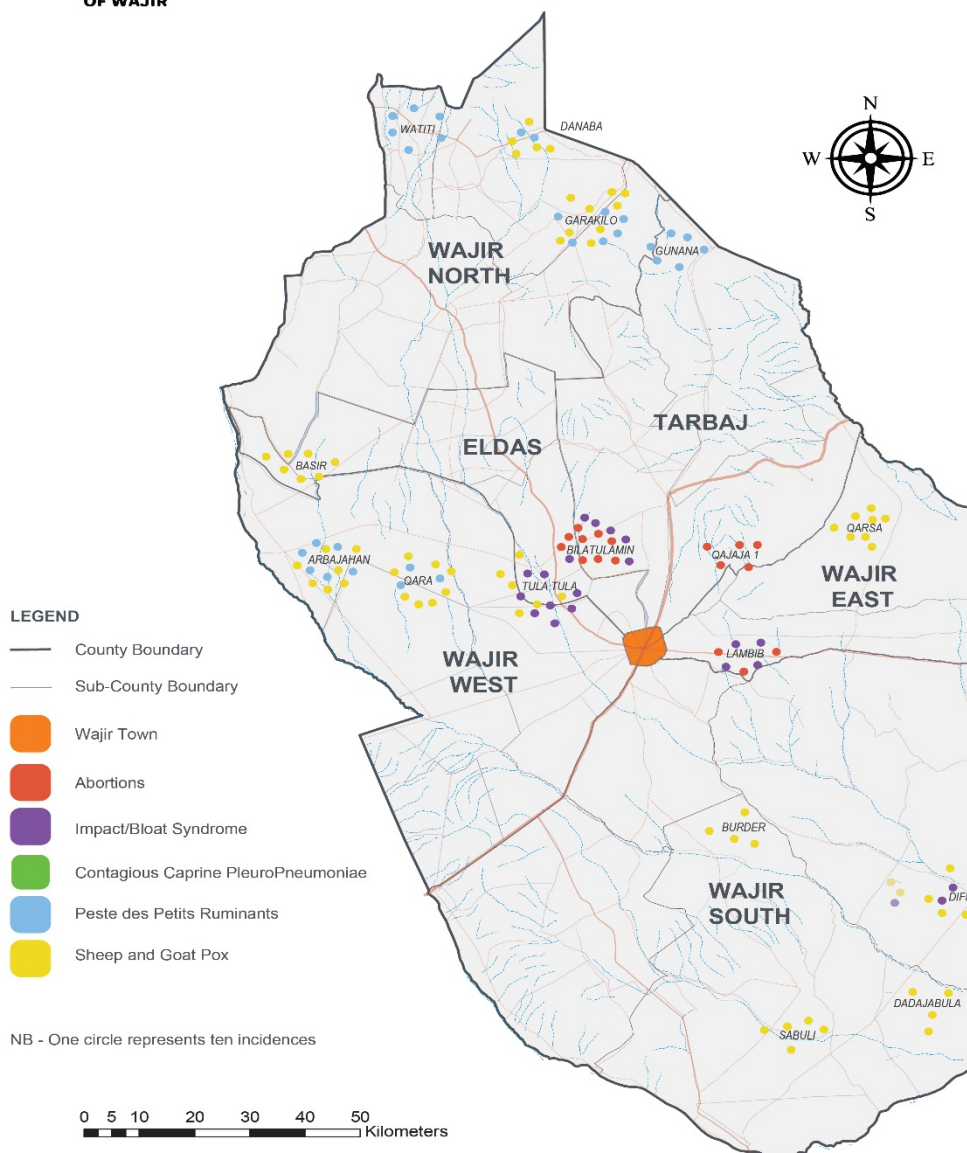 OF WAJIR
N
W E
S
WATITI
DANABA
GARAKILO
GUNANA
WAJIR
NORTH
TARBAJ
ELDAS
BASIR
QARSA
BILATULAMIN
QAJAJA 1
ARBAJAHAN
QARA
TULA TULA
WAJIR
EAST
LAMBIB
WAJIR
WEST
LEGEND
County Boundary
Sub-County Boundary
Wajir Town
Abortions
Impact/Bloat Syndrome
Contagious Caprine PleuroPneumoniae
Peste des Petits Ruminants
Sheep and Goat Pox
BURDER
WAJIR
SOUTH
DIF
DADAJABULA
SABULI
NB - One circle represents ten incidences
0 5 10 20 30 40 50
Kilometers